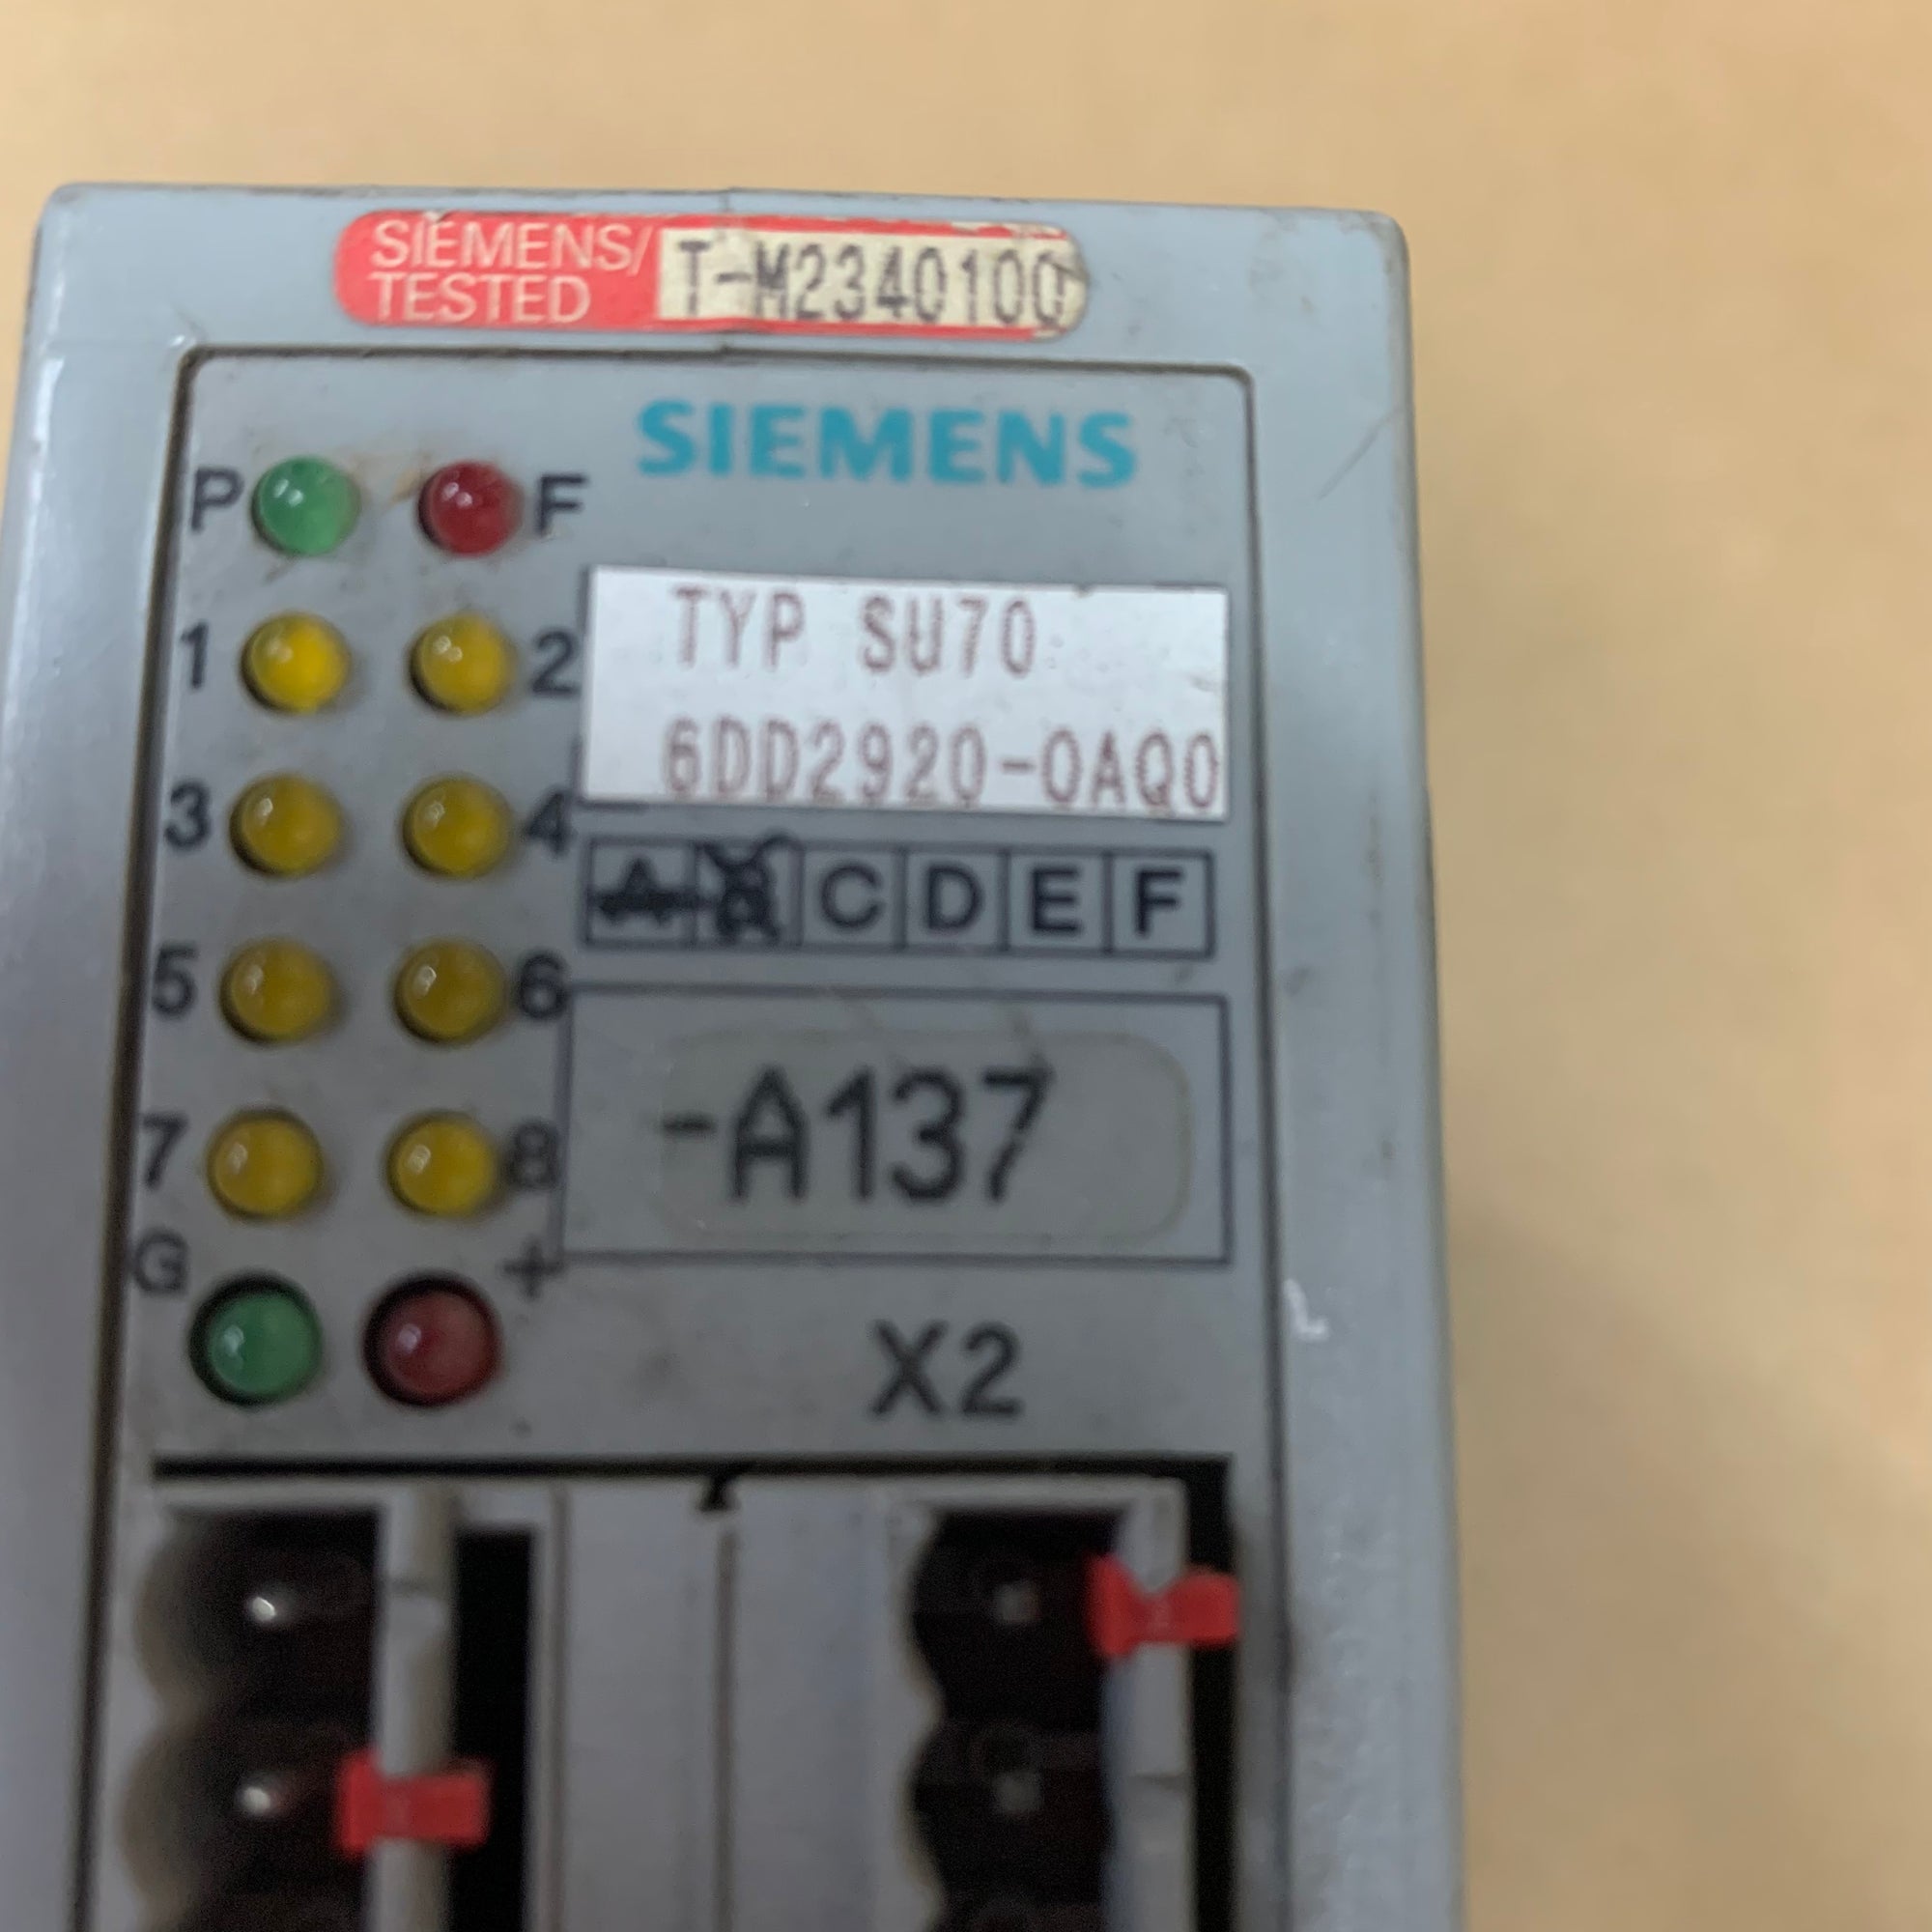 SIEMENS/
TESTED
T-M2340100
SIEMENS
P F
TYP SU70
6DD2920-0AQ0
1 2
3 4
A B C D E F
5 6
-A137
7 8
G +
X2